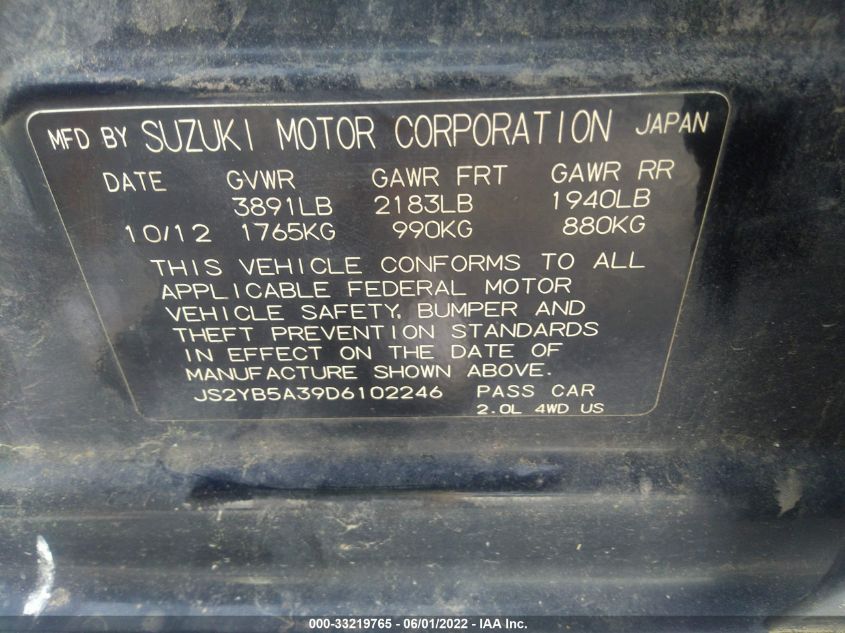 MFD BY SUZUKI MOTOR CORPORATION JAPAN
DATE GVWR GAWR FRT GAWR RR
3891LB 2183LB 1940LB
10/12 1765KG 990KG 880KG
THIS VEHICLE CONFORMS TO ALL
APPLICABLE FEDERAL MOTOR
VEHICLE SAFETY, BUMPER AND
THEFT PREVENTION STANDARDS
IN EFFECT ON THE DATE OF
MANUFACTURE SHOWN ABOVE.
JS2YB5A39D6102246 PASS CAR
2.0L 4WD US
000-33219765 - 06/01/2022 - IAA Inc.